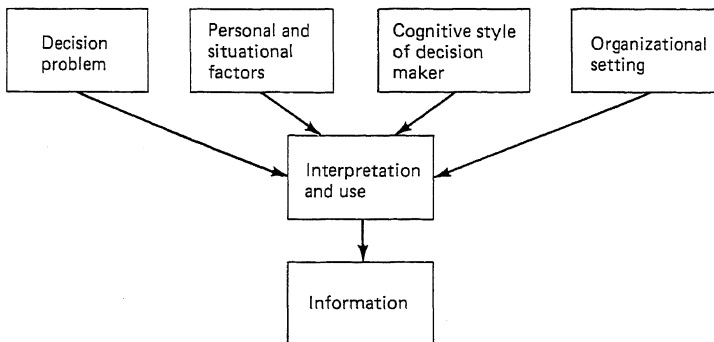 Decision
problem
Personal and
situational
factors
Cognitive style
of decision
maker
Organizational
setting
Interpretation
and use
Information